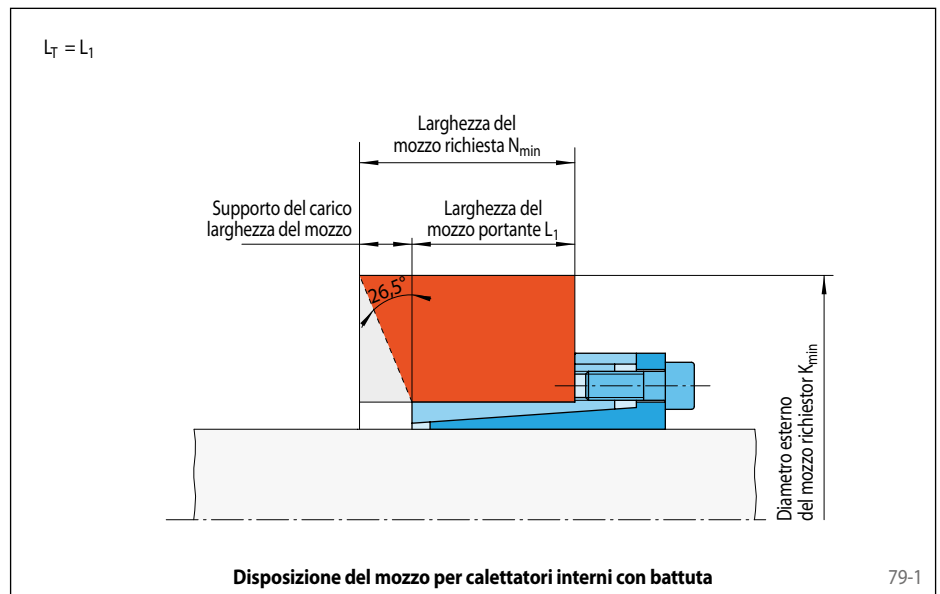 L_T = L_1
Larghezza del
mozzo richiesta N_min
Supporto del carico
larghezza del mozzo
Larghezza del
mozzo portante L_1
26,5°
Diametro esterno
del mozzo richiestor K_min
Disposizione del mozzo per calettatori interni con battuta
79-1